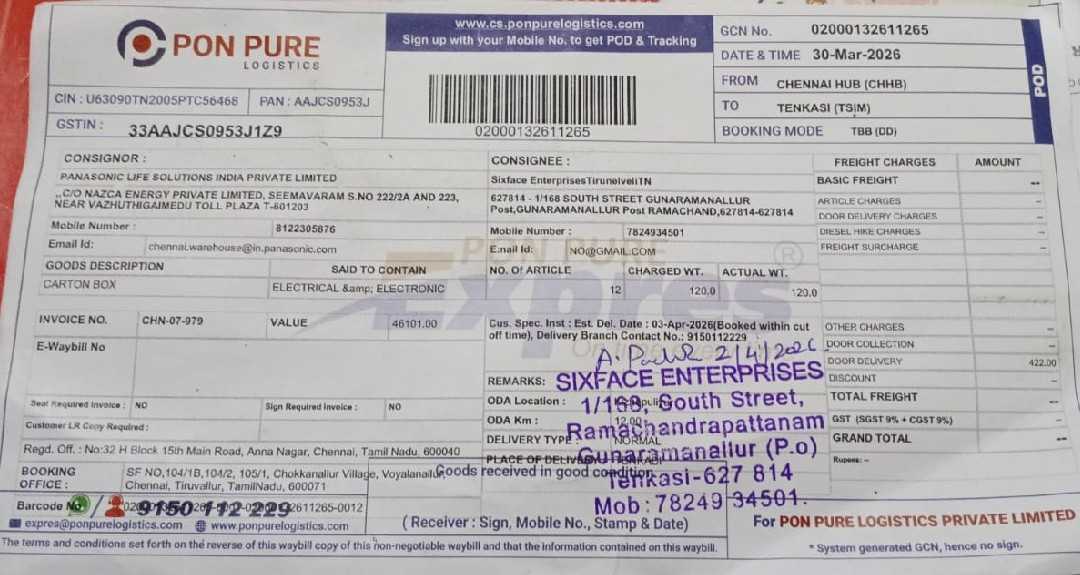 PON PURE
LOGISTICS
CIN : U63090TN2005PTC56468 PAN : AAJCS0953J
GSTIN : 33AAJCS0953J1Z9
www.cs.ponpurelogistics.com
Sign up with your Mobile No. to get POD & Tracking
02000132611265
GCN No. 02000132611265
DATE & TIME 30-Mar-2026
FROM CHENNAI HUB (CHHB)
TO TENKASI (TSIM)
BOOKING MODE TBB (DD)
POD
CONSIGNOR :
PANASONIC LIFE SOLUTIONS INDIA PRIVATE LIMITED
,,C/O NAZCA ENERGY PRIVATE LIMITED, SEEMAVARAM S.NO 222/2A AND 223,
NEAR VAZHUTHIGAIMEDU TOLL PLAZA T-601203
Mobile Number : 8122305876
Email Id: chennai.warehouse@in.panasonic.com
CONSIGNEE :
Sixface EnterprisesTirunelveliTN
627814 - 1/168 SOUTH STREET GUNARAMANALLUR
Post,GUNARAMANALLUR Post RAMACHAND,627814-627814
Mobile Number : 7824934501
Email Id: NO@GMAIL.COM
FREIGHT CHARGES AMOUNT
BASIC FREIGHT --
ARTICLE CHARGES --
DOOR DELIVERY CHARGES --
DIESEL HIKE CHARGES --
FREIGHT SURCHARGE --
GOODS DESCRIPTION SAID TO CONTAIN
CARTON BOX ELECTRICAL &amp; ELECTRONIC
NO. OF ARTICLE CHARGED WT. ACTUAL WT.
12 120.0 120.0
PON PURE
Expres
®
INVOICE NO. CHN-07-979 VALUE 46101.00
E-Waybill No
Cus. Spec. Inst : Est. Del. Date : 03-Apr-2026(Booked within cut
off time), Delivery Branch Contact No.: 9150112229
2/4/2026
OTHER CHARGES --
DOOR COLLECTION --
DOOR DELIVERY 422.00
DISCOUNT --
TOTAL FREIGHT --
GST (SGST 9% + CGST 9%) --
GRAND TOTAL --
Rupees: --
REMARKS:
ODA Location :
ODA Km : 12.00
DELIVERY TYPE : NORMAL
PLACE OF DELIVERY
SIXFACE ENTERPRISES
1/168, South Street,
Ramachandrapattanam
Gunaramanallur (P.o)
Tenkasi-627 814
Mob : 78249 34501.
Seal Required Invoice : NO Sign Required Invoice : NO
Customer LR Copy Required :
Regd. Off. : No:32 H Block 15th Main Road, Anna Nagar, Chennai, Tamil Nadu. 600040
BOOKING OFFICE : SF NO,104/1B,104/2, 105/1, Chokkanallur Village, Voyalanallur,
Chennai, Tiruvallur, TamilNadu, 600071
Goods received in good condition.
Barcode No
9150 112 229
expres@ponpurelogistics.com www.ponpurelogistics.com
( Receiver : Sign, Mobile No., Stamp & Date)
For PON PURE LOGISTICS PRIVATE LIMITED
The terms and conditions set forth on the reverse of this waybill copy of this non-negotiable waybill and that the information contained on this waybill.
* System generated GCN, hence no sign.